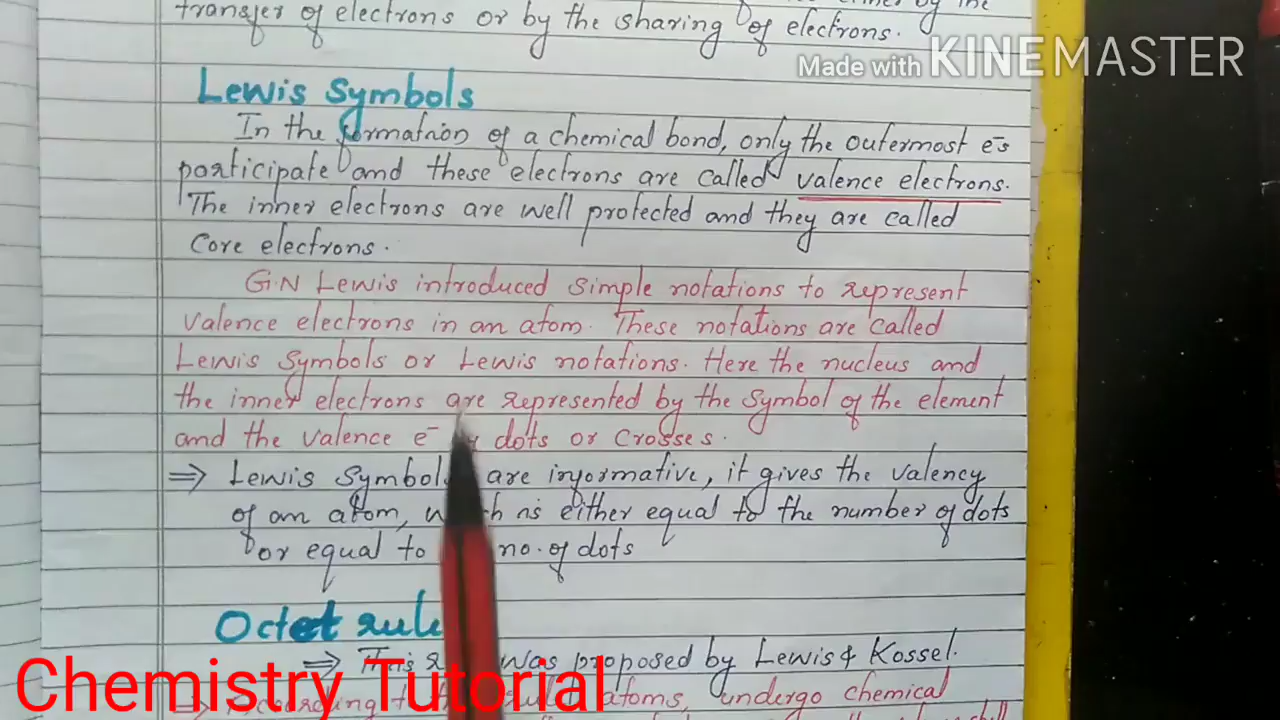 transfer of electrons or by the sharing of electrons.
Made with KINEMASTER
Lewis Symbols
In the formation of a chemical bond, only the outermost e⁻s
participate and these electrons are called valence electrons.
The inner electrons are well protected and they are called
Core electrons.
G.N Lewis introduced simple notations to represent
valence electrons in an atom. These notations are called
Lewis Symbols or Lewis notations. Here the nucleus and
the inner electrons are represented by the symbol of the element
and the valence e⁻ by dots or crosses.
⇒ Lewis Symbols are informative, it gives the valency
of an atom, which is either equal to the number of dots
or equal to no. of dots
Octet rule
⇒ This was proposed by Lewis & Kossel.
Chemistry Tutorial
⇒ According atoms, undergo chemical